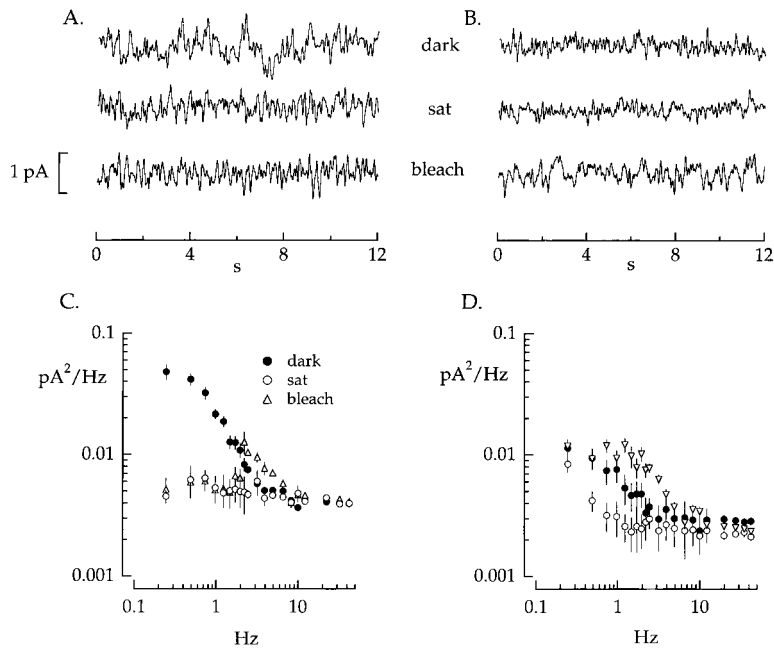 A.
B.
dark
sat
bleach
1 pA
0 4 8 12
s
0 4 8 12
s
C.
D.
0.1
pA²/Hz
0.01
0.001
dark
sat
bleach
0.1 1 10
Hz
0.1
pA²/Hz
0.01
0.001
0.1 1 10
Hz